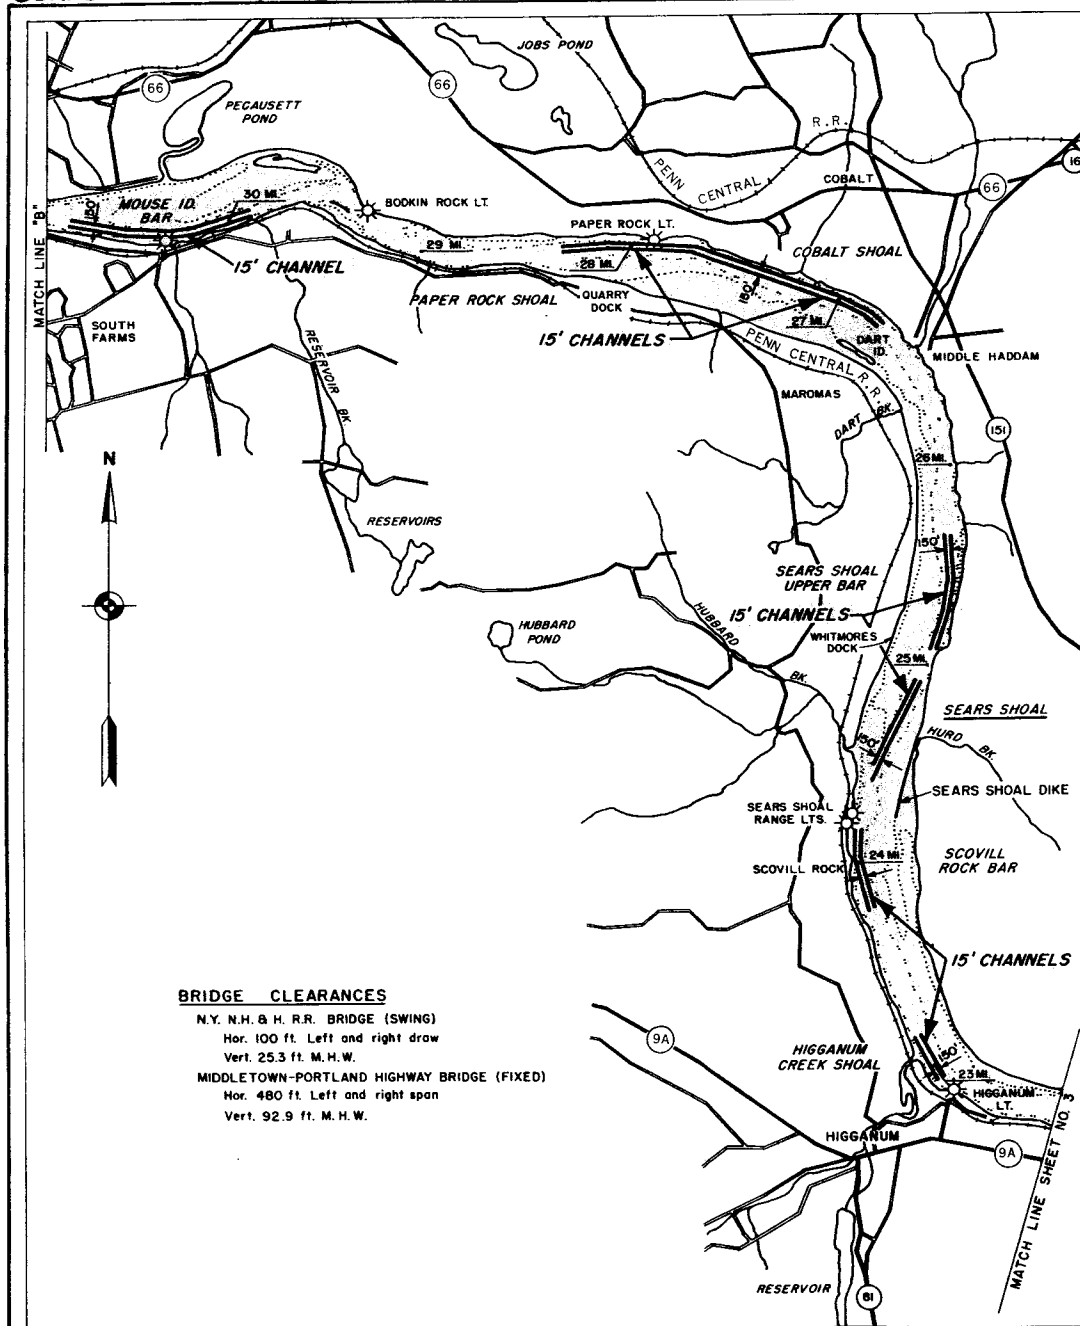 JOBS POND
66
66
PECAUSETT
POND
R.R.
PENN CENTRAL
COBALT
16
66
MATCH LINE "B"
150'
MOUSE ID.
BAR
30 MI.
BODKIN ROCK LT.
PAPER ROCK LT.
COBALT SHOAL
29 MI.
28 MI.
15' CHANNEL
PAPER ROCK SHOAL
QUARRY
DOCK
150'
27 MI.
SOUTH
FARMS
15' CHANNELS
DART
ID.
MIDDLE HADDAM
PENN CENTRAL R.R.
RESERVOIR BK.
MAROMAS
DART BK.
151
N
26 MI.
RESERVOIRS
150'
SEARS SHOAL
UPPER BAR
15' CHANNELS
HUBBARD
POND
HUBBARD BK.
WHITMORES
DOCK
25 MI.
SEARS SHOAL
150'
HURD BK.
SEARS SHOAL DIKE
SEARS SHOAL
RANGE LTS.
24 MI.
SCOVILL ROCK
SCOVILL
ROCK BAR
15' CHANNELS
BRIDGE CLEARANCES
N.Y. N.H. & H. R.R. BRIDGE (SWING)
Hor. 100 ft. Left and right draw
Vert. 25.3 ft. M.H.W.
MIDDLETOWN-PORTLAND HIGHWAY BRIDGE (FIXED)
Hor. 480 ft. Left and right span
Vert. 92.9 ft. M.H.W.
9A
HIGGANUM
CREEK SHOAL
150'
23 MI.
HIGGANUM
LT.
HIGGANUM
9A
MATCH LINE SHEET NO. 3
RESERVOIR
81